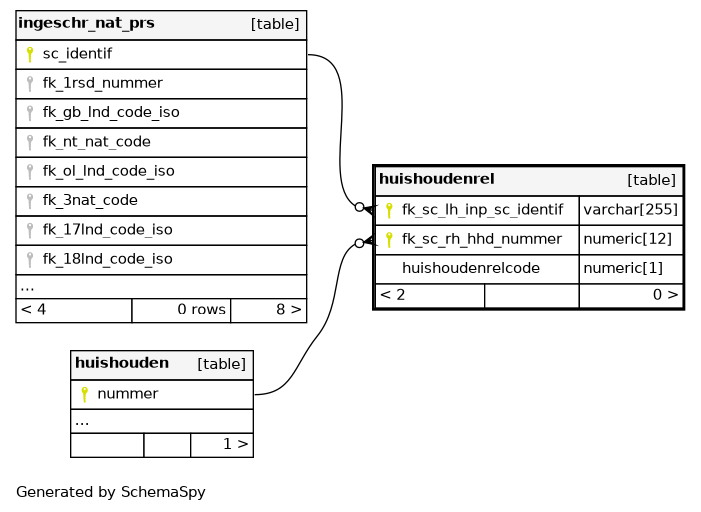 ingeschr_nat_prs [table]
sc_identif
fk_1rsd_nummer
fk_gb_lnd_code_iso
fk_nt_nat_code
fk_ol_lnd_code_iso
fk_3nat_code
fk_17lnd_code_iso
fk_18lnd_code_iso
...
< 4 0 rows 8 >
huishoudenrel [table]
fk_sc_lh_inp_sc_identif varchar[255]
fk_sc_rh_hhd_nummer numeric[12]
huishoudenrelcode numeric[1]
< 2 0 >
huishouden [table]
nummer
...
1 >
Generated by SchemaSpy